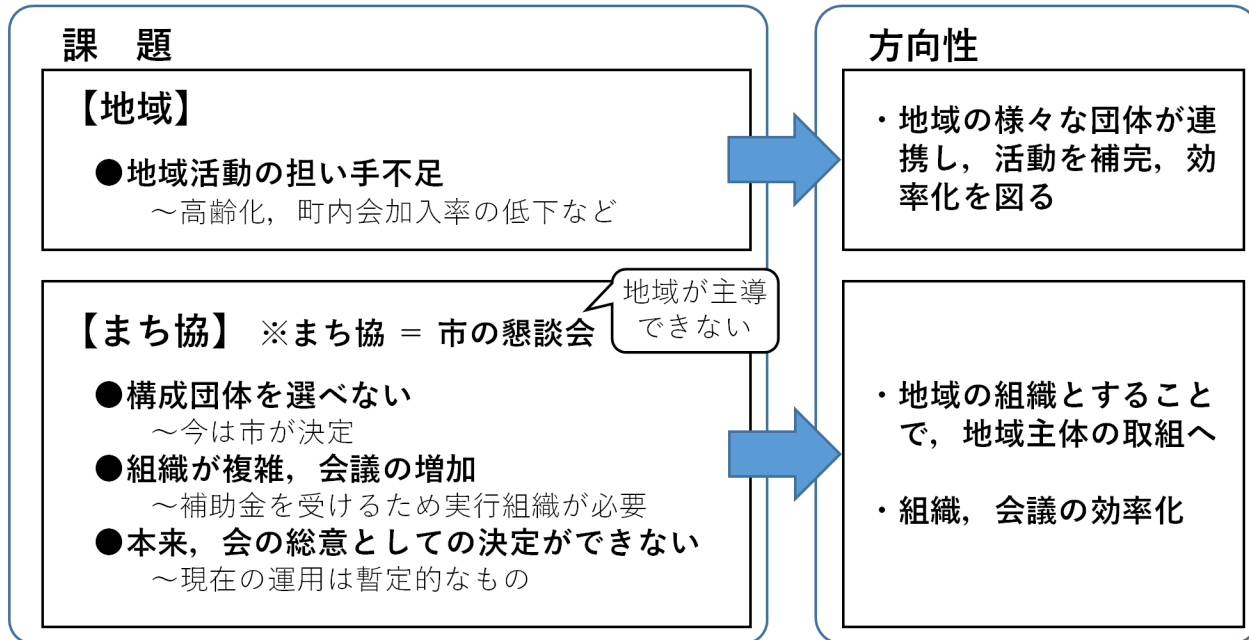 課　題
【地域】
●地域活動の担い手不足
～高齢化，町内会加入率の低下など
【まち協】 ※まち協 ＝ 市の懇談会
地域が主導
できない
●構成団体を選べない
～今は市が決定
●組織が複雑，会議の増加
～補助金を受けるため実行組織が必要
●本来，会の総意としての決定ができない
～現在の運用は暫定的なもの
方向性
・地域の様々な団体が連
携し，活動を補完，効
率化を図る
・地域の組織とすること
で，地域主体の取組へ
・組織，会議の効率化